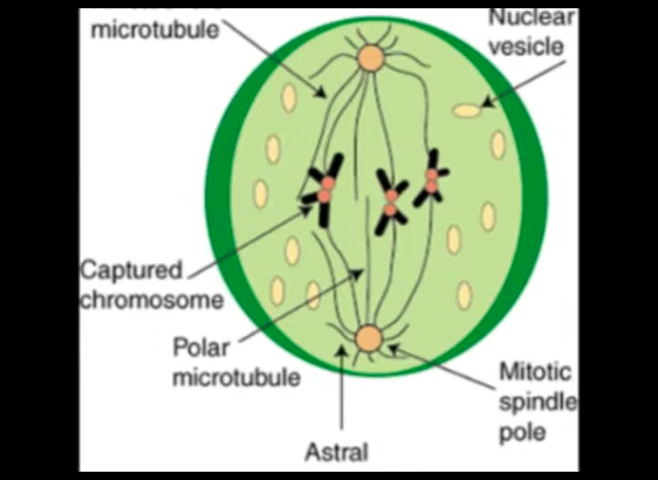 microtubule
Nuclear
vesicle
Captured
chromosome
Polar
microtubule
Mitotic
spindle
pole
Astral